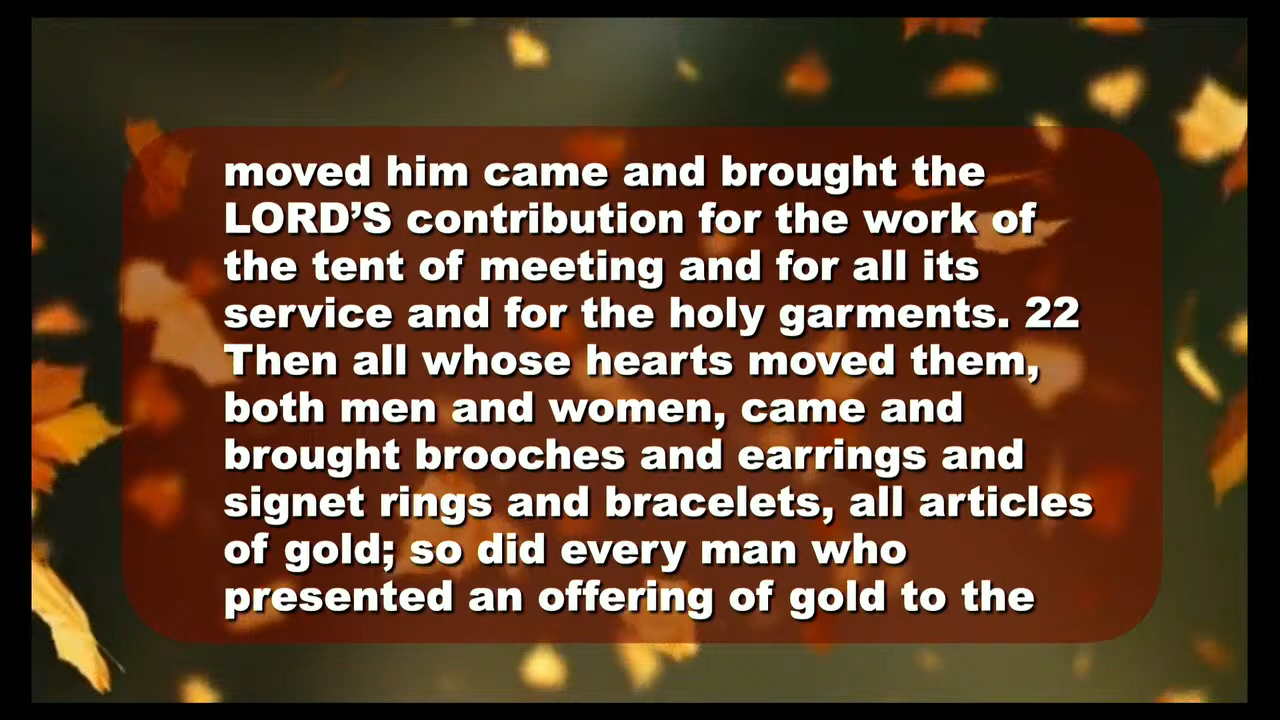 moved him came and brought the
LORD’S contribution for the work of
the tent of meeting and for all its
service and for the holy garments. 22
Then all whose hearts moved them,
both men and women, came and
brought brooches and earrings and
signet rings and bracelets, all articles
of gold; so did every man who
presented an offering of gold to the